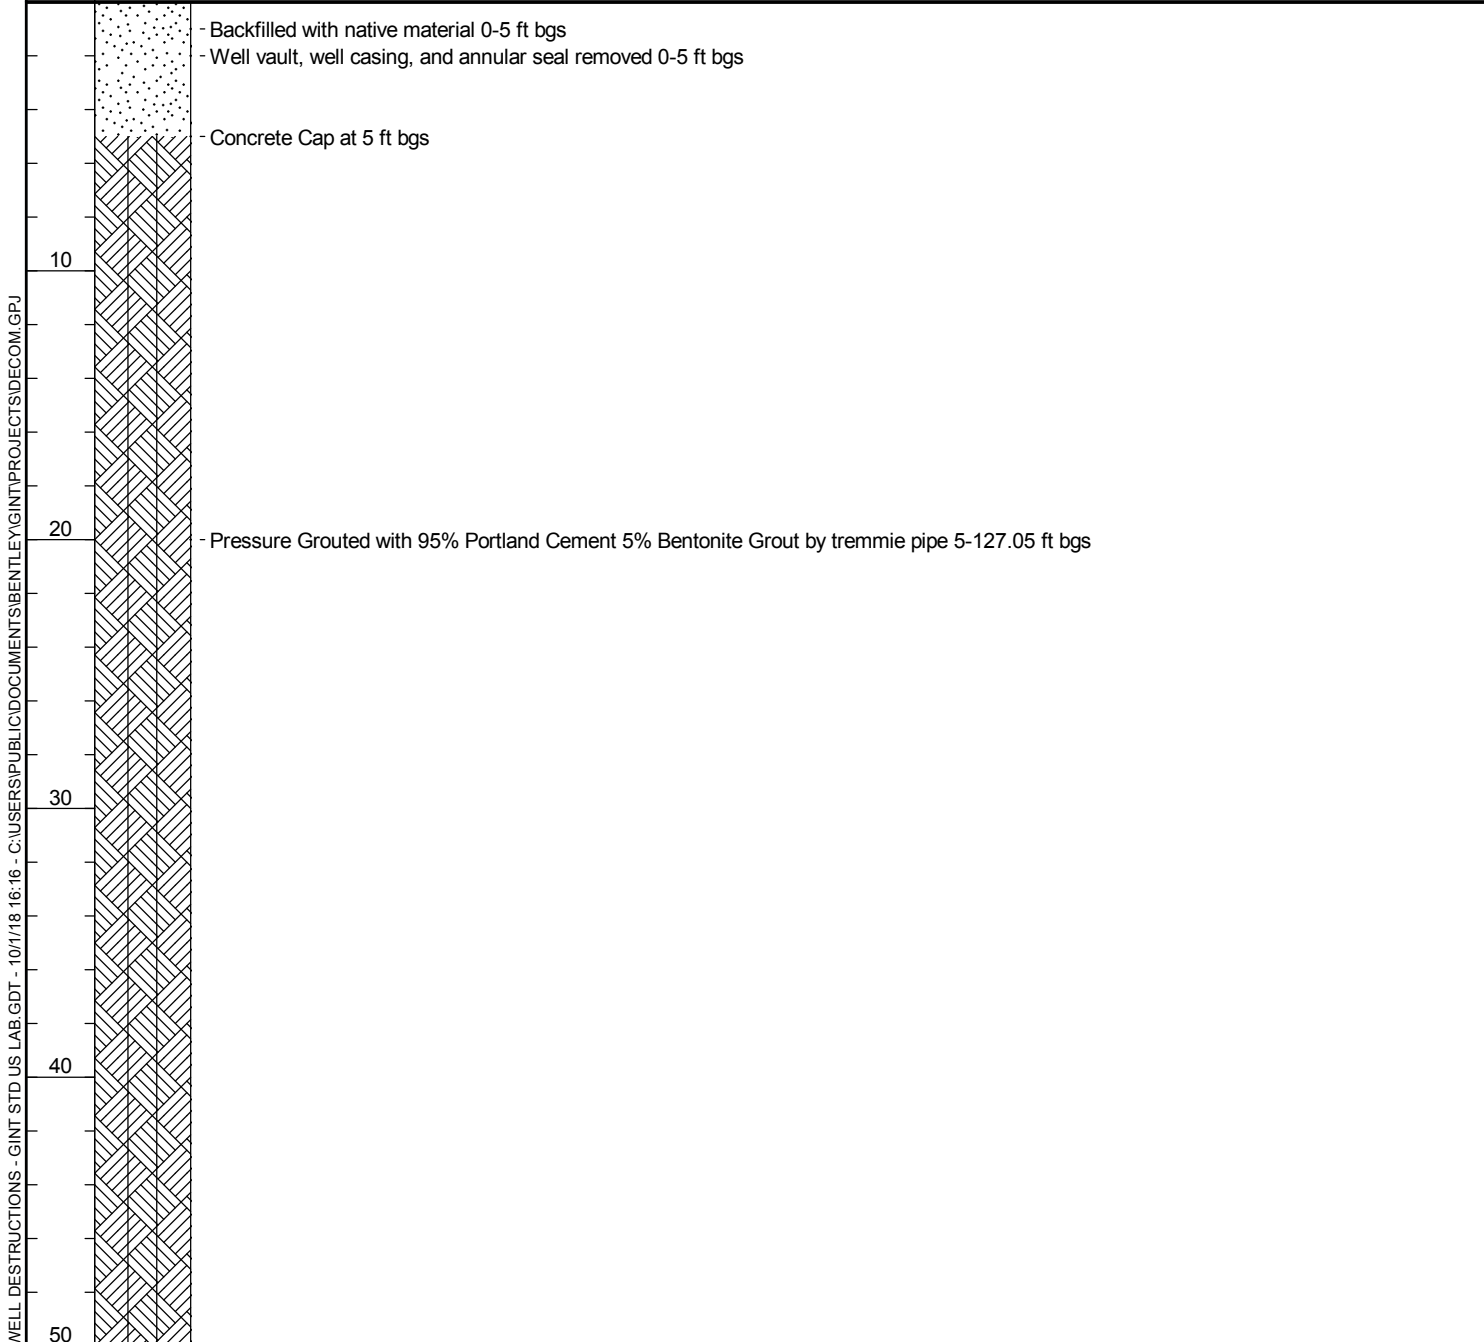 Backfilled with native material 0-5 ft bgs
Well vault, well casing, and annular seal removed 0-5 ft bgs
Concrete Cap at 5 ft bgs
10
20
Pressure Grouted with 95% Portland Cement 5% Bentonite Grout by tremmie pipe 5-127.05 ft bgs
30
40
50
WELL DESTRUCTIONS - GINT STD US LAB.GDT - 10/1/18 16:16 - C:\USERS\PUBLIC\DOCUMENTS\BENTLEY\GINT\PROJECTS\DECOM.GPJ